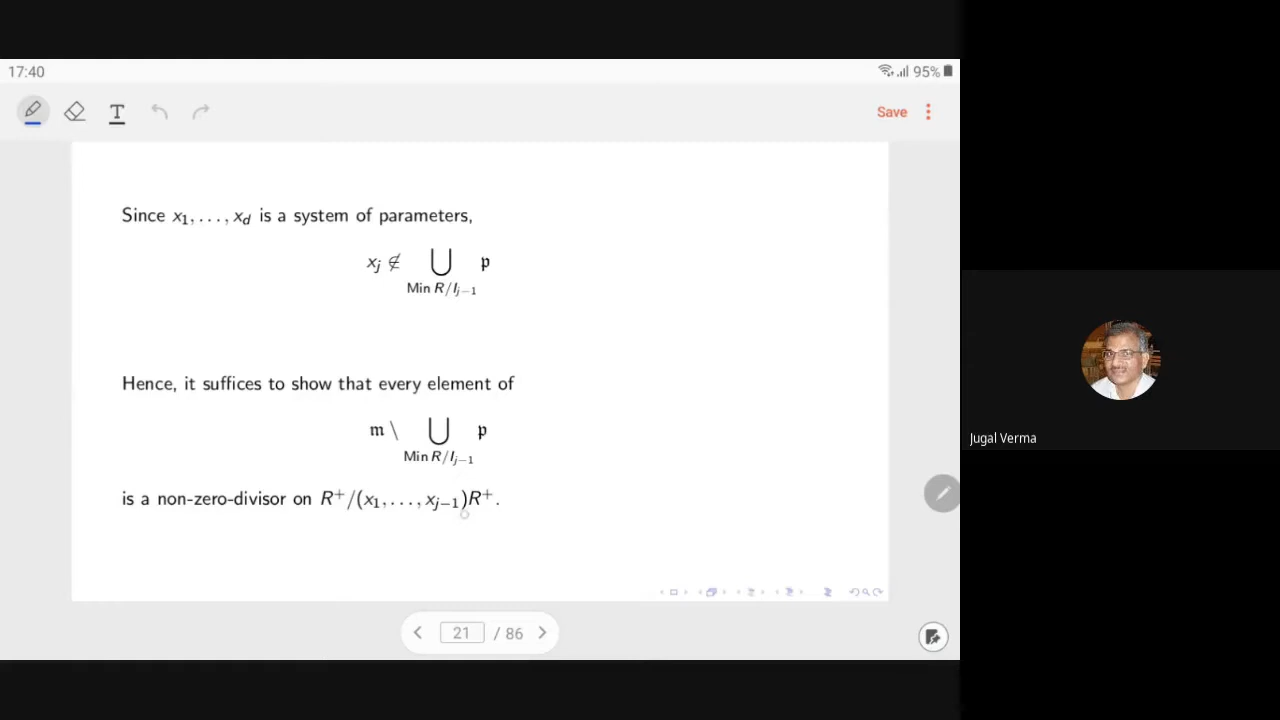 17:40
95%
T
Save
Since x₁, . . . , x_d is a system of parameters,
x_j ∉ ⋃ 𝔭
Min R/I_{j−1}
Hence, it suffices to show that every element of
𝔪 \ ⋃ 𝔭
Min R/I_{j−1}
is a non-zero-divisor on R⁺/(x₁, . . . , x_{j−1})R⁺.
21 / 86
Jugal Verma